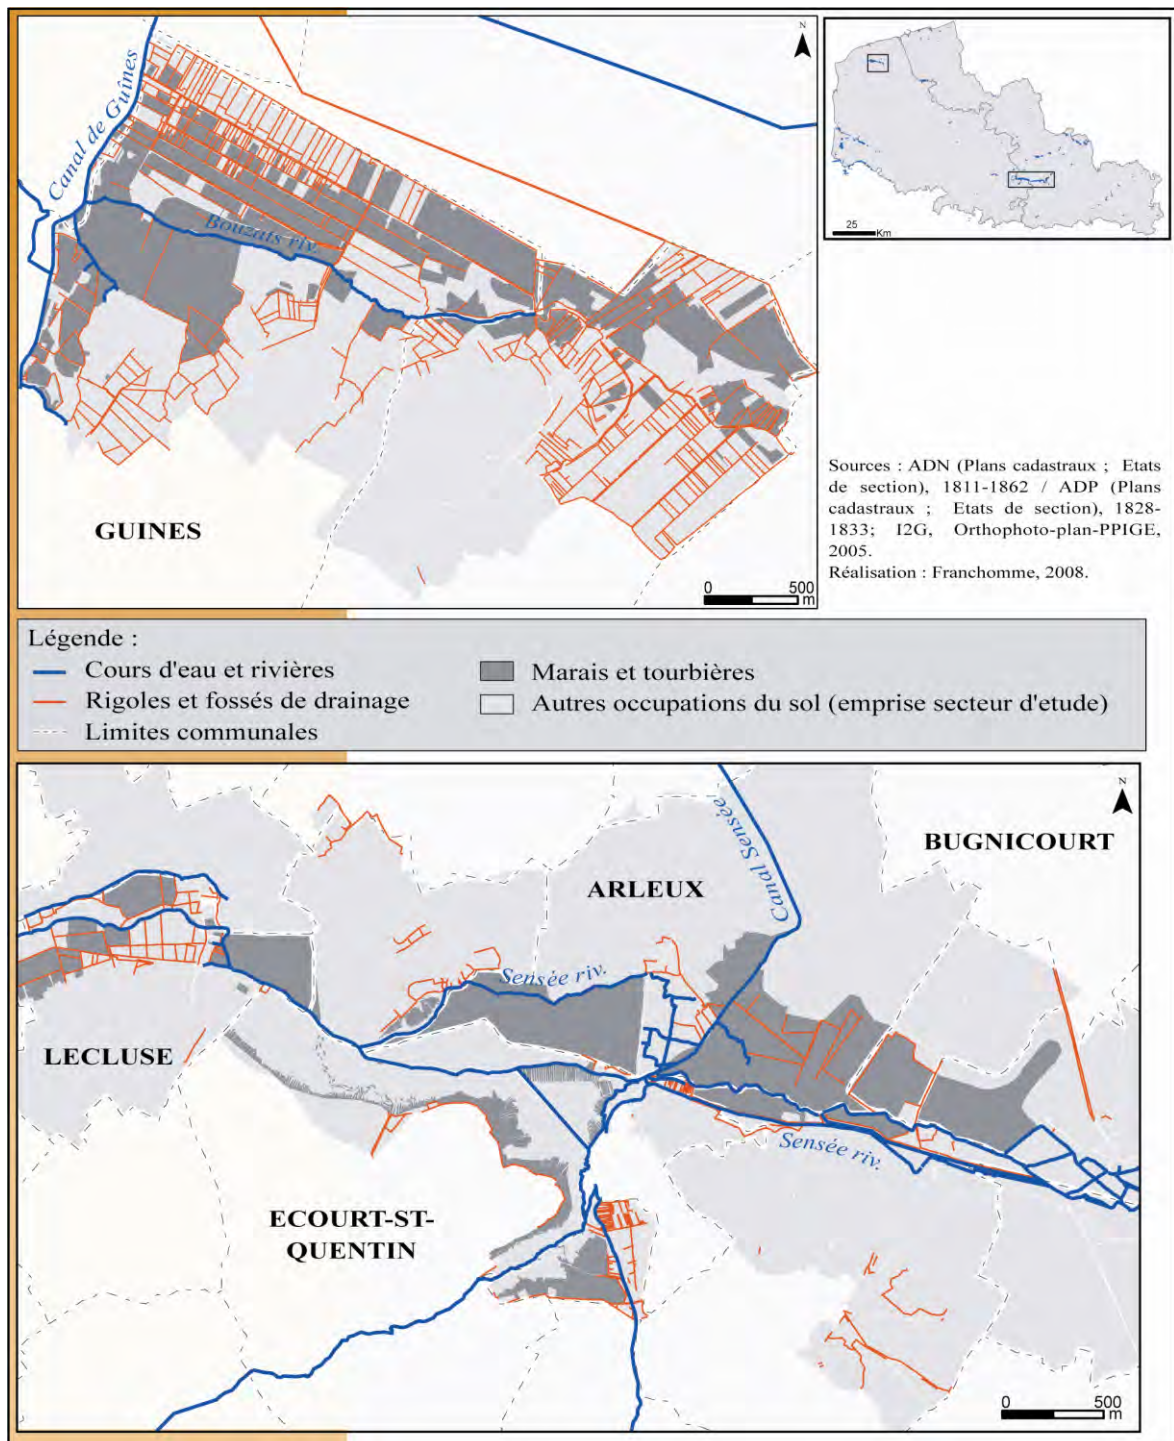 N
Canal de Guînes
Bouzats riv.
GUINES
0 500
m
25
Km
Sources : ADN (Plans cadastraux ; Etats
de section), 1811-1862 / ADP (Plans
cadastraux ; Etats de section), 1828-
1833; I2G, Orthophoto-plan-PPIGE,
2005.
Réalisation : Franchomme, 2008.
Légende :
Cours d'eau et rivières
Rigoles et fossés de drainage
Limites communales
Marais et tourbières
Autres occupations du sol (emprise secteur d'etude)
N
Canal Sensée
BUGNICOURT
ARLEUX
Sensée riv.
LECLUSE
Sensée riv.
ECOURT-ST-
QUENTIN
0 500
m